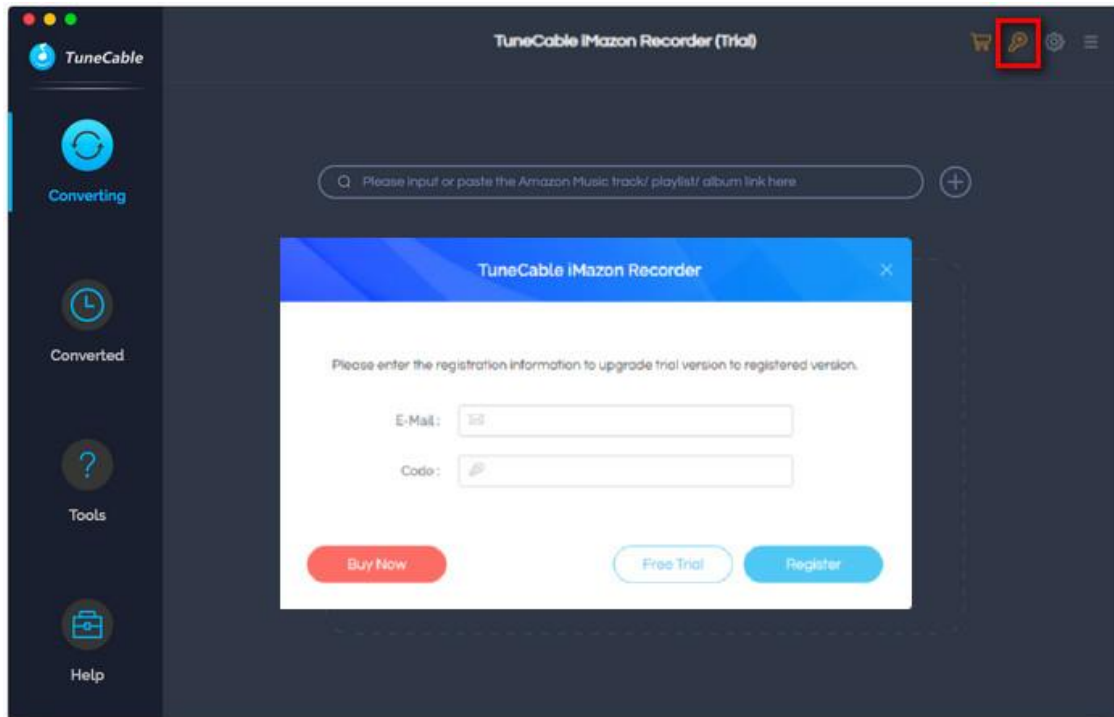 TuneCable iMazon Recorder (Trial)
TuneCable
Converting
Please input or paste the Amazon Music track/ playlist/ album link here
TuneCable iMazon Recorder
Please enter the registration information to upgrade trial version to registered version.
E-Mail:
Code:
Buy Now
Free Trial
Register
Converted
Tools
Help